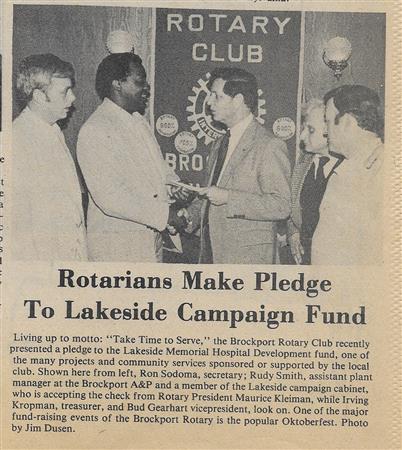 ROTARY
CLUB
BROCK
Rotarians Make Pledge
To Lakeside Campaign Fund
Living up to motto: "Take Time to Serve," the Brockport Rotary Club recently
presented a pledge to the Lakeside Memorial Hospital Development fund, one of
the many projects and community services sponsored or supported by the local
club. Shown here from left, Ron Sodoma, secretary; Rudy Smith, assistant plant
manager at the Brockport A&P and a member of the Lakeside campaign cabinet,
who is accepting the check from Rotary President Maurice Kleiman, while Irving
Kropman, treasurer, and Bud Gearhart vicepresident, look on. One of the major
fund-raising events of the Brockport Rotary is the popular Oktoberfest. Photo
by Jim Dusen.